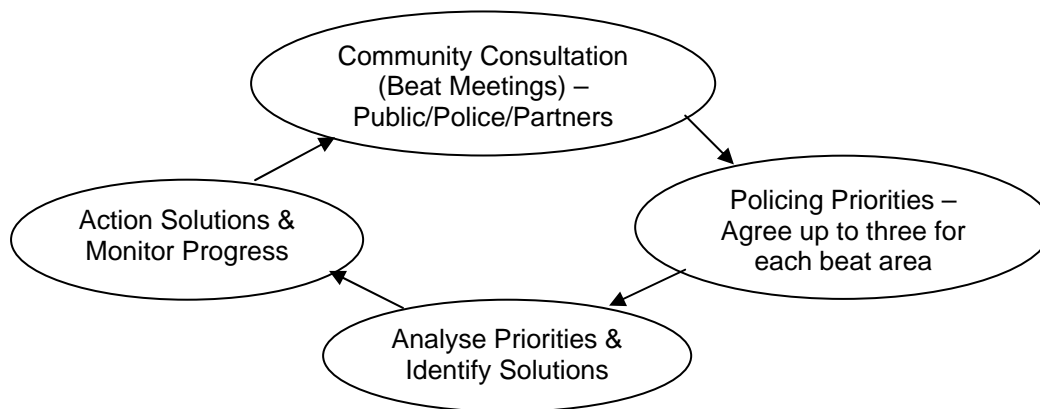 Community Consultation
(Beat Meetings) –
Public/Police/Partners
Policing Priorities –
Agree up to three for
each beat area
Analyse Priorities &
Identify Solutions
Action Solutions &
Monitor Progress